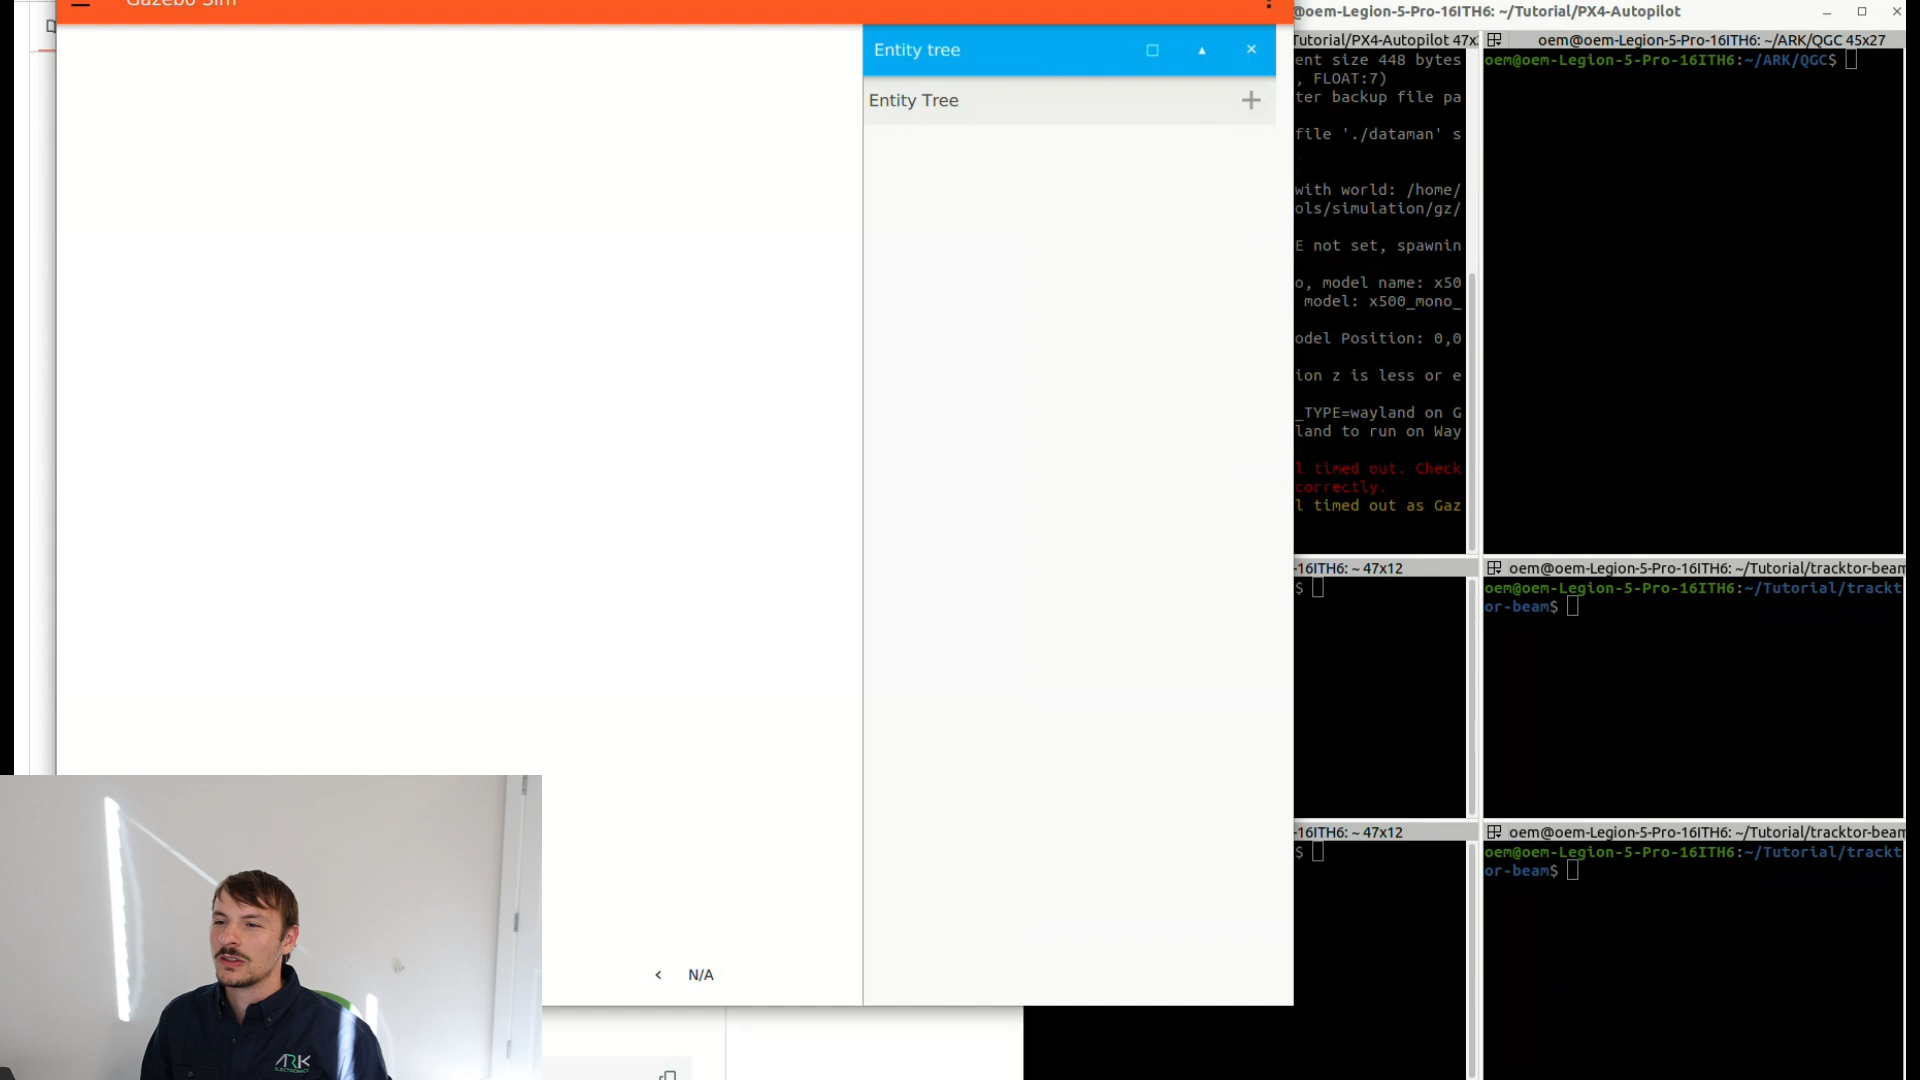 Gazebo Sim
Entity tree
Entity Tree
N/A
@oem-Legion-5-Pro-16ITH6: ~/Tutorial/PX4-Autopilot
Tutorial/PX4-Autopilot 47x
ent size 448 bytes
, FLOAT:7)
ter backup file pa
file './dataman' s
with world: /home/
ols/simulation/gz/
E not set, spawnin
o, model name: x50
model: x500_mono_
odel Position: 0,0
ion z is less or e
_TYPE=wayland on G
land to run on Way
l timed out. Check
correctly.
l timed out as Gaz
oem@oem-Legion-5-Pro-16ITH6: ~/ARK/QGC 45x27
oem@oem-Legion-5-Pro-16ITH6:~/ARK/QGC$
-16ITH6: ~ 47x12
$
oem@oem-Legion-5-Pro-16ITH6: ~/Tutorial/tracktor-beam
oem@oem-Legion-5-Pro-16ITH6:~/Tutorial/trackt
or-beam$
-16ITH6: ~ 47x12
$
oem@oem-Legion-5-Pro-16ITH6: ~/Tutorial/tracktor-beam
oem@oem-Legion-5-Pro-16ITH6:~/Tutorial/trackt
or-beam$
ARK
ELECTRONICS